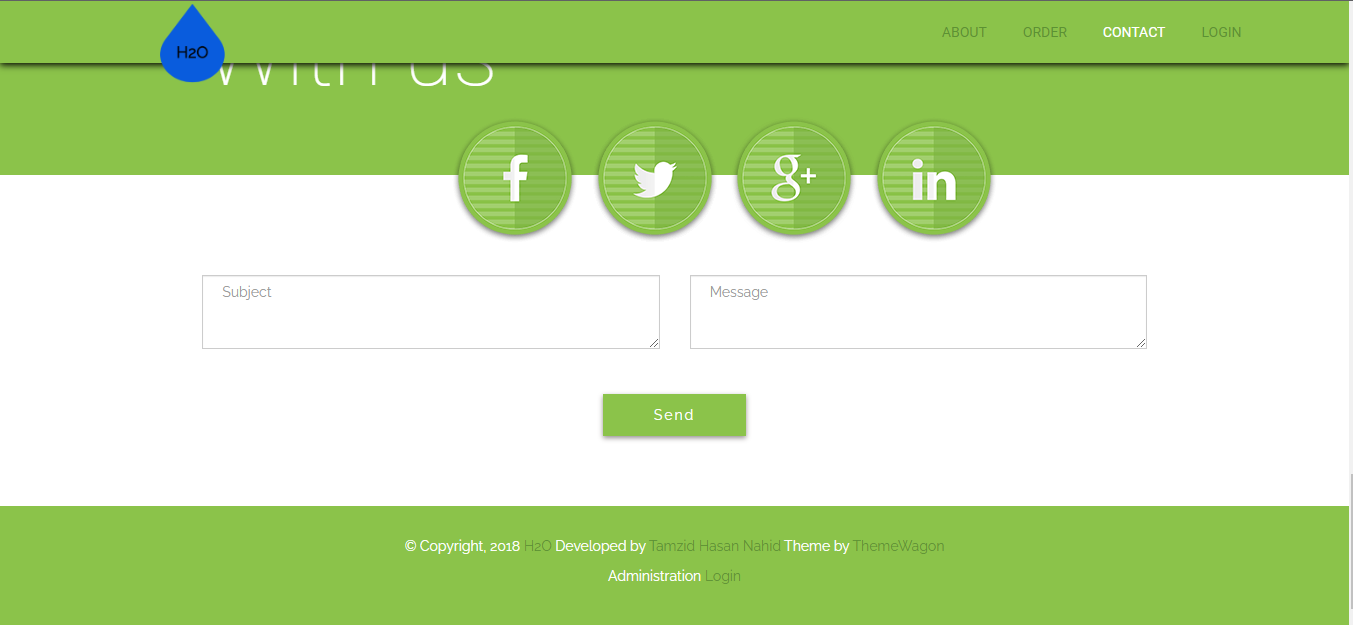 H2O
ABOUT ORDER CONTACT LOGIN
With us
Subject
Message
Send
© Copyright, 2018 H2O Developed by Tamzid Hasan Nahid Theme by ThemeWagon
Administration Login